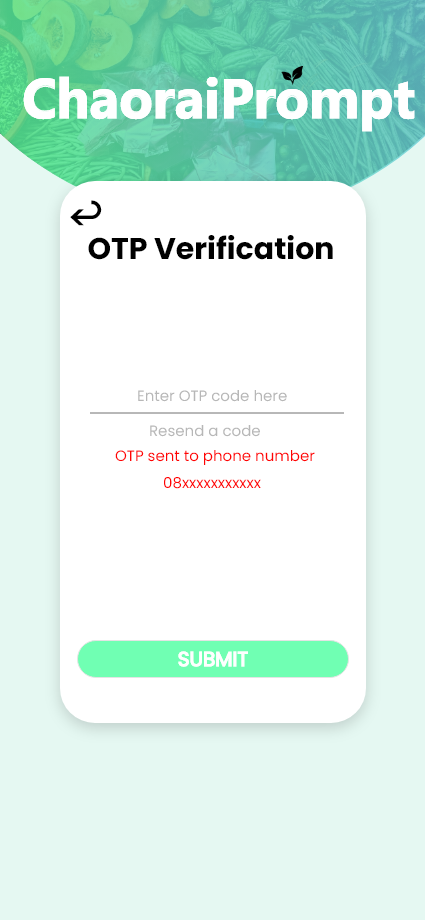 ChaoraiPrompt
OTP Verification
Enter OTP code here
Resend a code
OTP sent to phone number
08xxxxxxxxxxx
SUBMIT